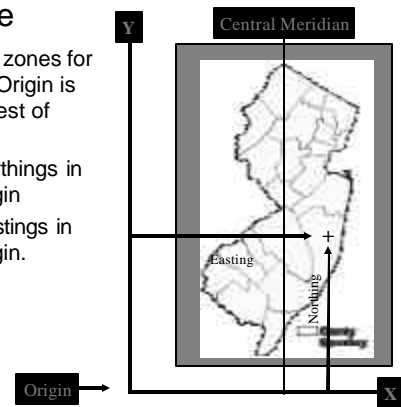 e
zones for
Origin is
est of
things in
gin
stings in
gin.
Y
Central Meridian
Easting
Northing
Origin
X